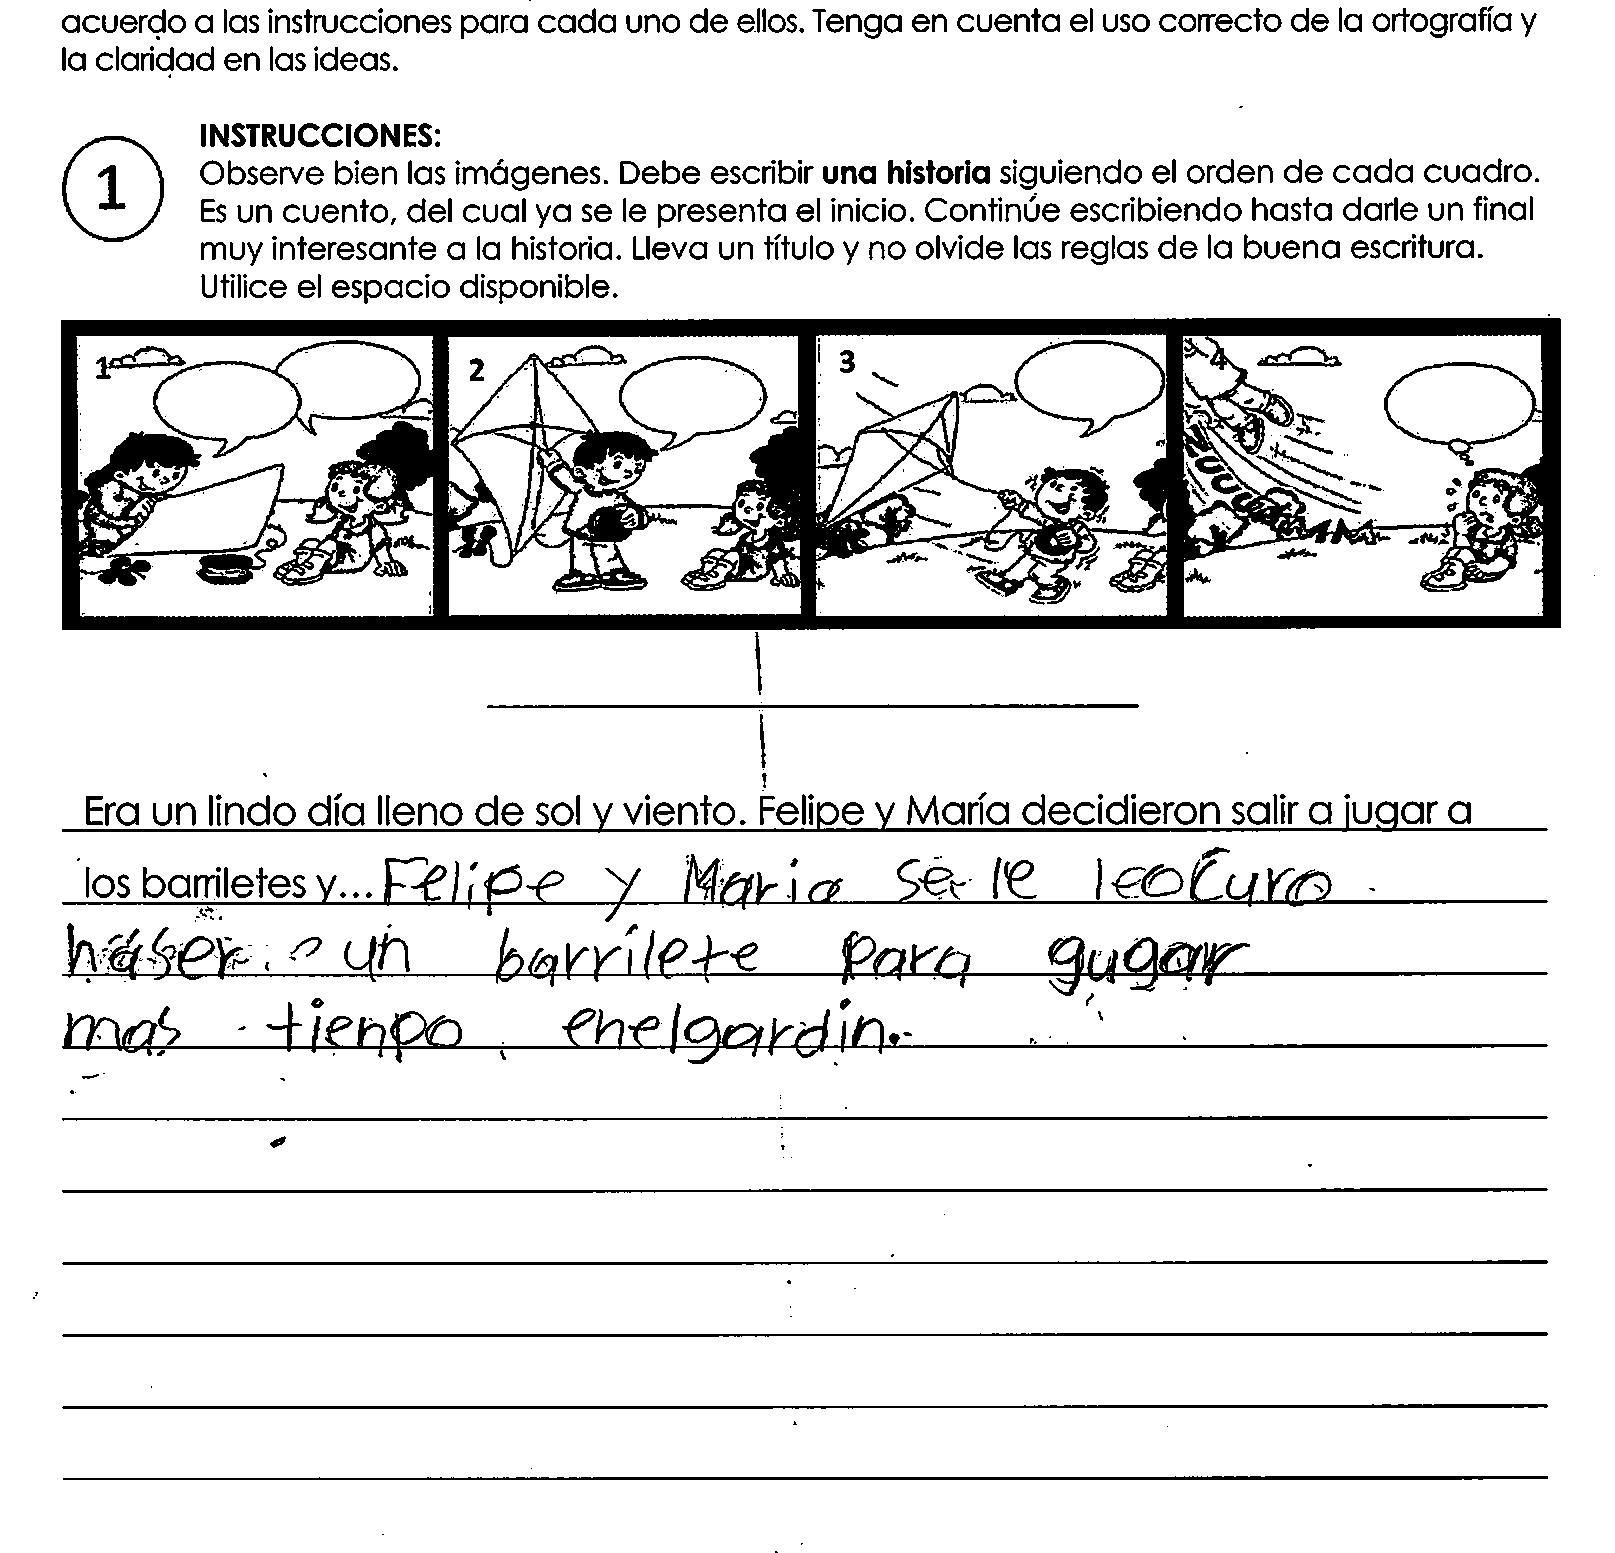 acuerdo a las instrucciones para cada uno de ellos. Tenga en cuenta el uso correcto de la ortografía y
la claridad en las ideas.
1
INSTRUCCIONES:
Observe bien las imágenes. Debe escribir una historia siguiendo el orden de cada cuadro.
Es un cuento, del cual ya se le presenta el inicio. Continúe escribiendo hasta darle un final
muy interesante a la historia. Lleva un título y no olvide las reglas de la buena escritura.
Utilice el espacio disponible.
1 2 3 4
Era un lindo día lleno de sol y viento. Felipe y María decidieron salir a jugar a
los barriletes y... Felipe y Maria se le leocuro
haser un barrilete para gugar
mas tienpo enelgardin.